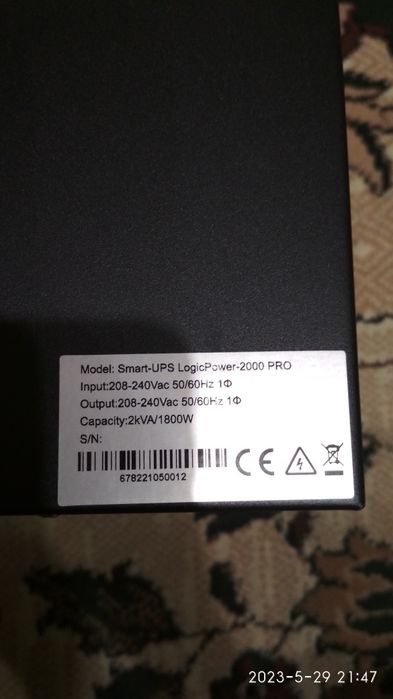 Model: Smart-UPS LogicPower-2000 PRO
Input:208-240Vac 50/60Hz 1Φ
Output:208-240Vac 50/60Hz 1Φ
Capacity:2kVA/1800W
S/N:
678221050012
CE
2023-5-29 21:47